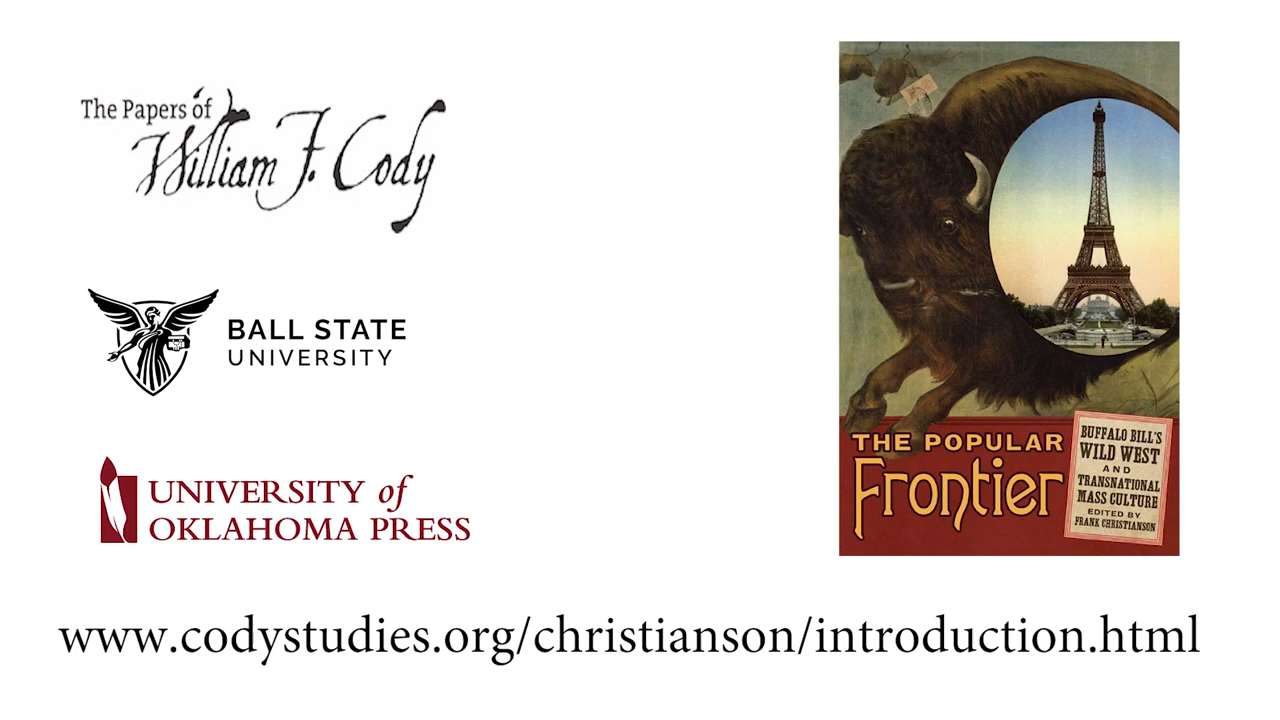 The Papers of
William F. Cody
BALL STATE
UNIVERSITY
UNIVERSITY of
OKLAHOMA PRESS
THE POPULAR
Frontier
BUFFALO BILL'S
WILD WEST
AND
TRANSNATIONAL
MASS CULTURE
EDITED BY
FRANK CHRISTIANSON
www.codystudies.org/christianson/introduction.html